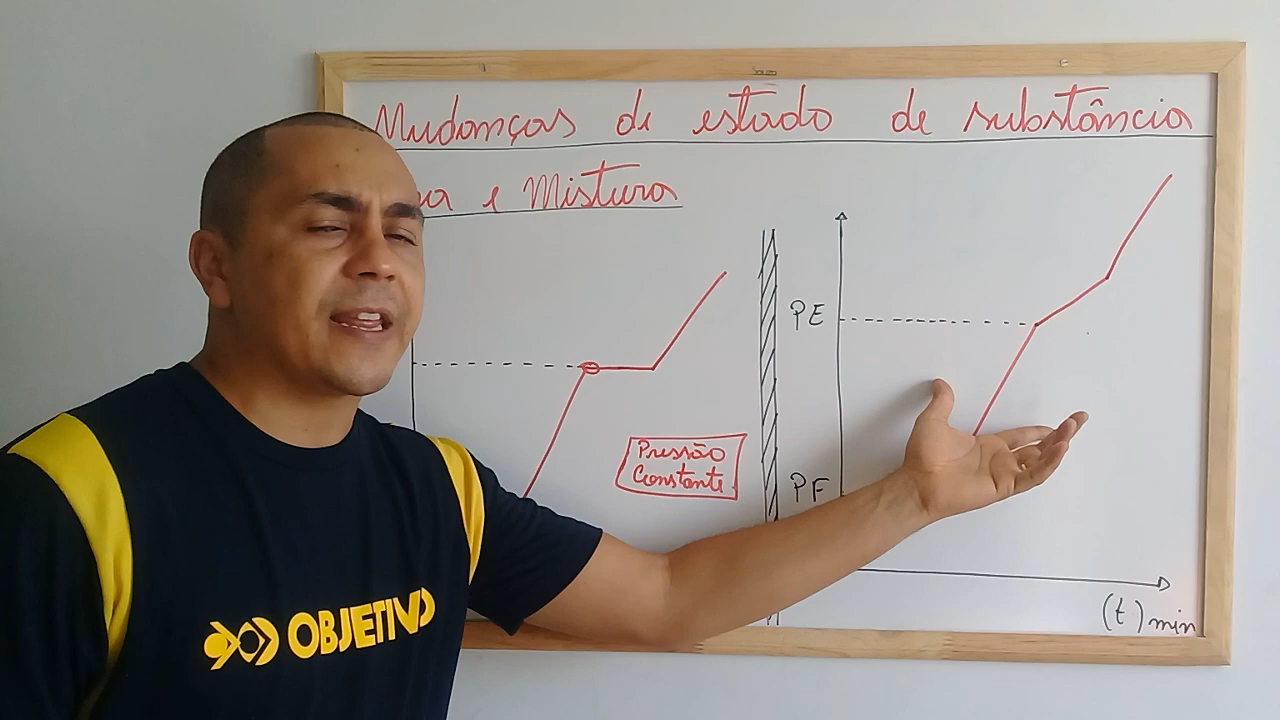 Mudanças de estado de substância
e Mistura
PE
Pressão
Constante
PF
(t) min
OBJETIVO